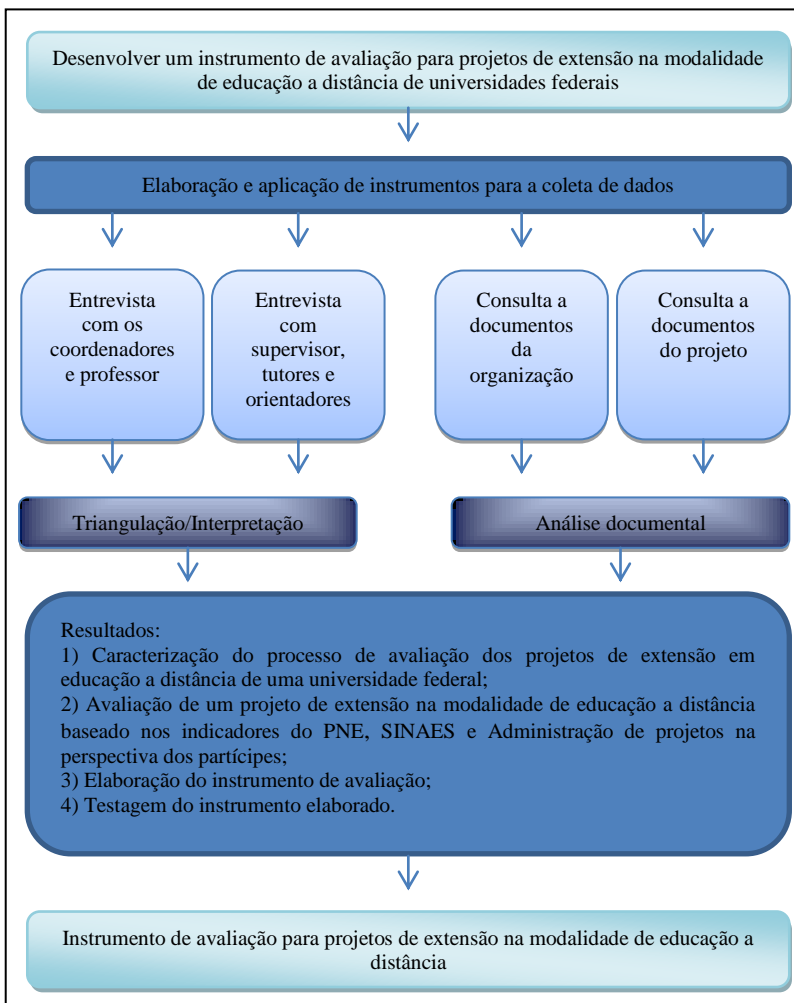 Desenvolver um instrumento de avaliação para projetos de extensão na modalidade
de educação a distância de universidades federais
Elaboração e aplicação de instrumentos para a coleta de dados
Entrevista
com os
coordenadores
e professor
Entrevista
com
supervisor,
tutores e
orientadores
Consulta a
documentos
da
organização
Consulta a
documentos
do projeto
Triangulação/Interpretação
Análise documental
Resultados:
1) Caracterização do processo de avaliação dos projetos de extensão em
educação a distância de uma universidade federal;
2) Avaliação de um projeto de extensão na modalidade de educação a distância
baseado nos indicadores do PNE, SINAES e Administração de projetos na
perspectiva dos partícipes;
3) Elaboração do instrumento de avaliação;
4) Testagem do instrumento elaborado.
Instrumento de avaliação para projetos de extensão na modalidade de educação a
distância